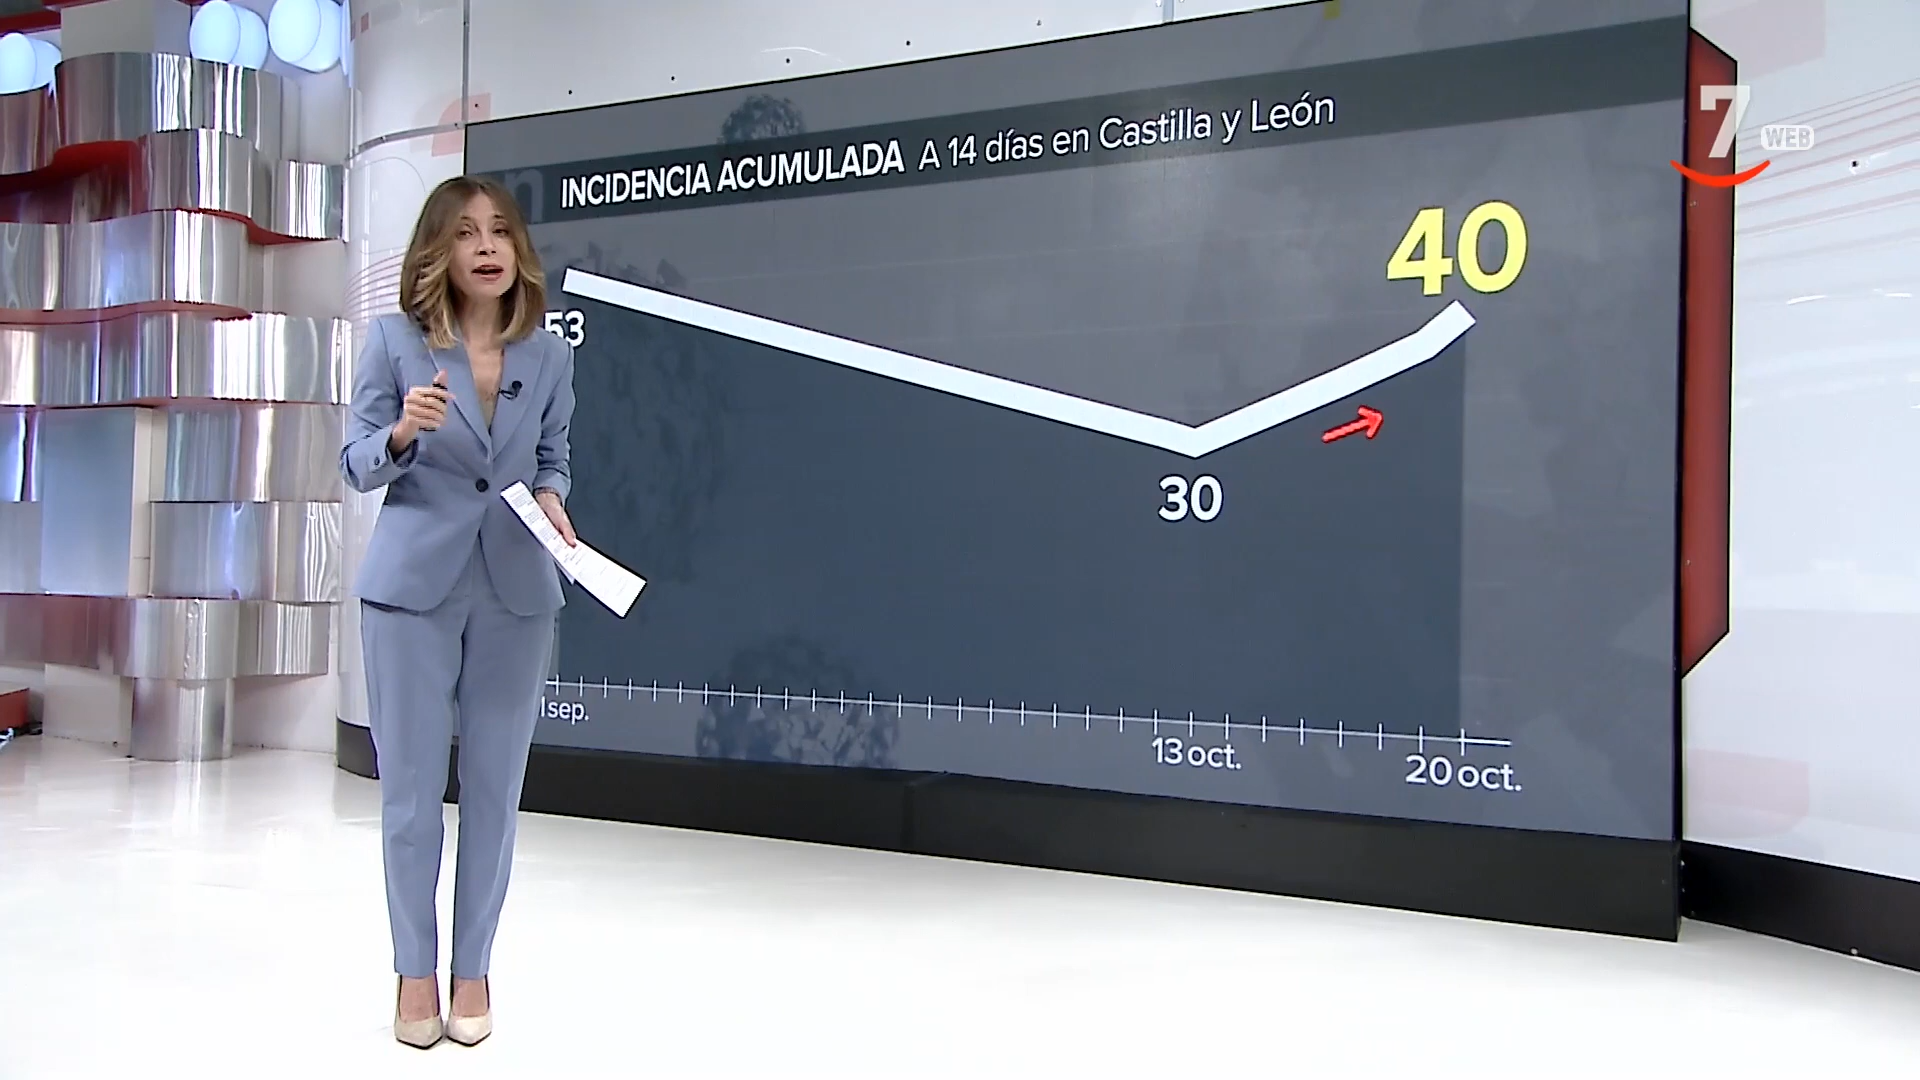 INCIDENCIA ACUMULADA A 14 días en Castilla y León
7 WEB
40
53
30
sep.
13 oct.
20 oct.